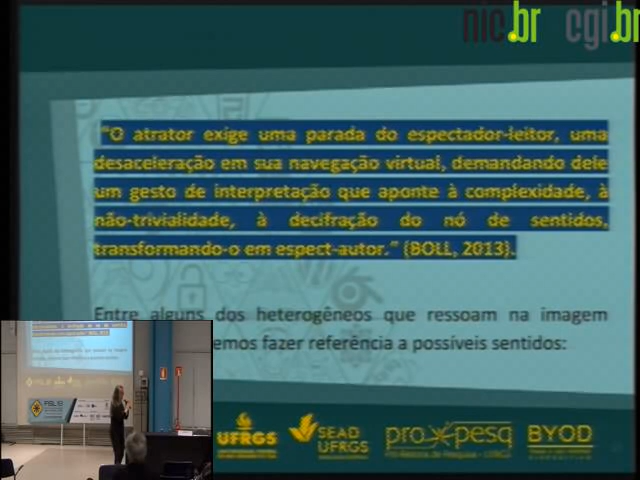 nic.br cgi.br
"O atrator exige uma parada do espectador-leitor, uma
desaceleração em sua navegação virtual, demandando dele
um gesto de interpretação que aponte à complexidade, à
não-trivialidade, à decifração do nó de sentidos,
transformando-o em espect-autor." (BOLL, 2013).
Entre alguns dos heterogêneos que ressoam na imagem
emos fazer referência a possíveis sentidos:
FISL18
UFRGS
SEAD
UFRGS
pro pesq
BYOD